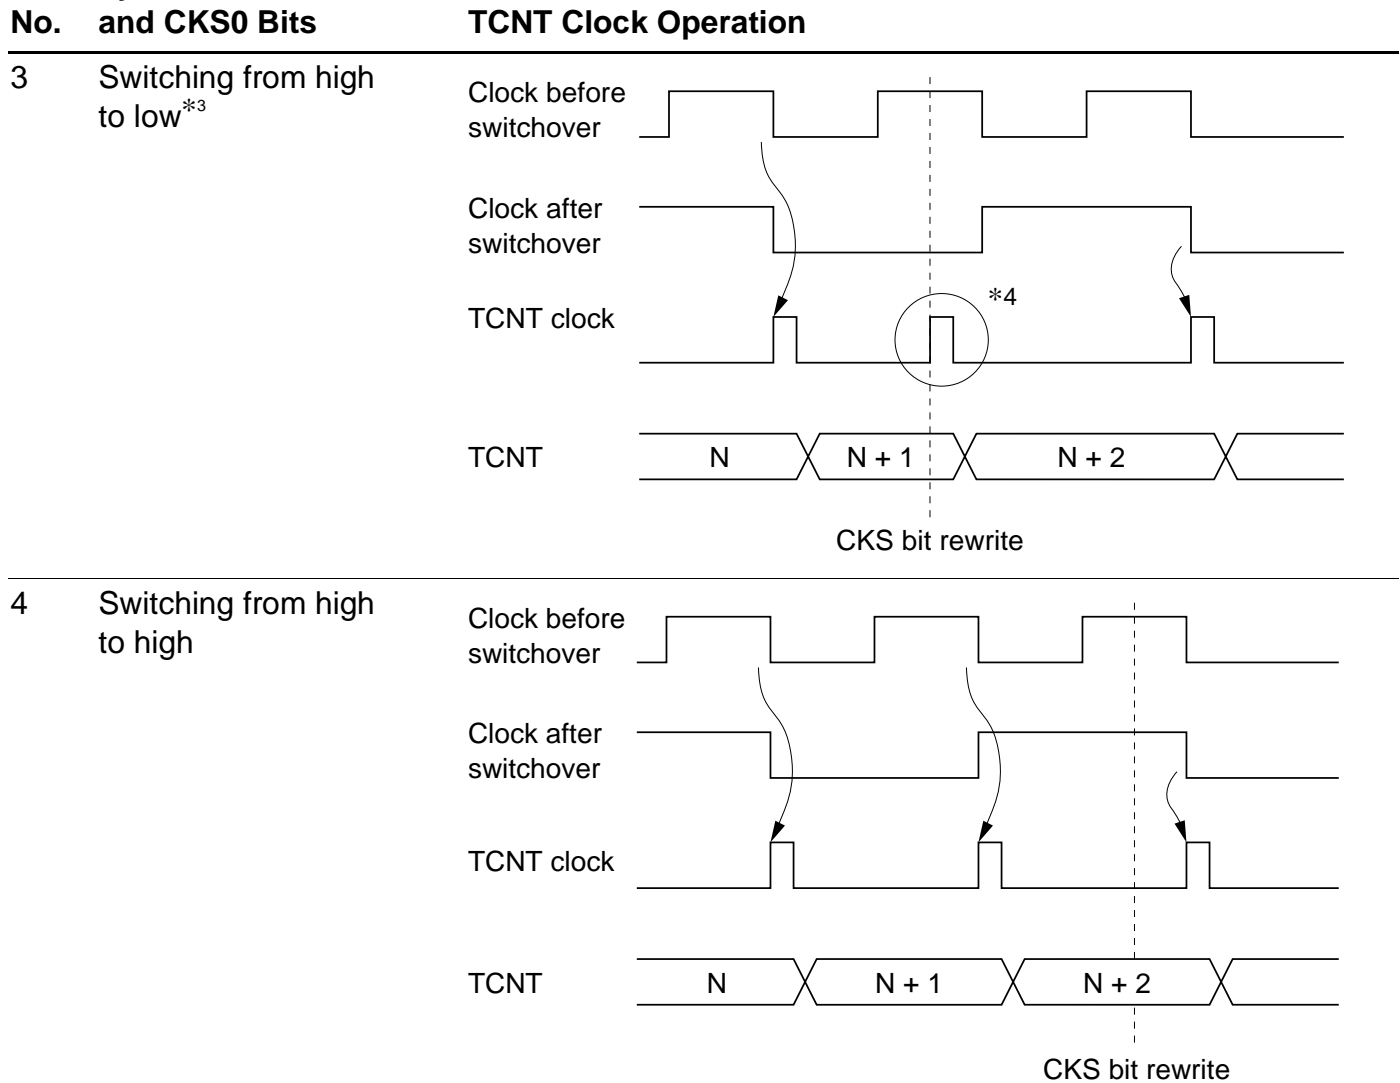 No. and CKS0 Bits TCNT Clock Operation
3 Switching from high
to low*3
Clock before
switchover
Clock after
switchover
*4
TCNT clock
TCNT N N + 1 N + 2
CKS bit rewrite
4 Switching from high
to high
Clock before
switchover
Clock after
switchover
TCNT clock
TCNT N N + 1 N + 2
CKS bit rewrite